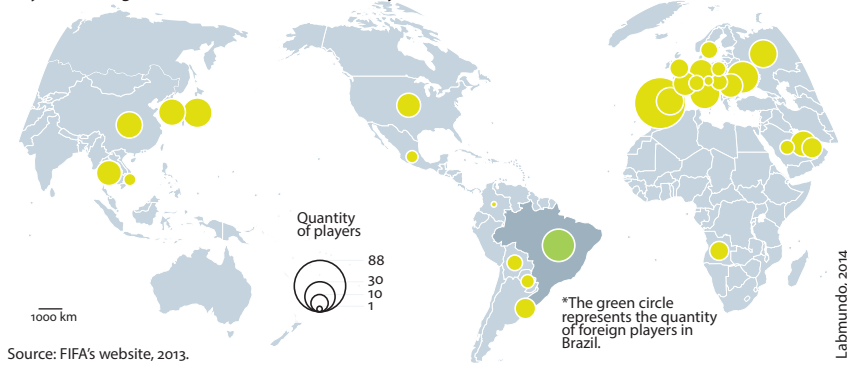 Quantity
of players
88
30
10
1
1000 km
*The green circle
represents the quantity
of foreign players in
Brazil.
Source: FIFA's website, 2013.
Labmundo, 2014